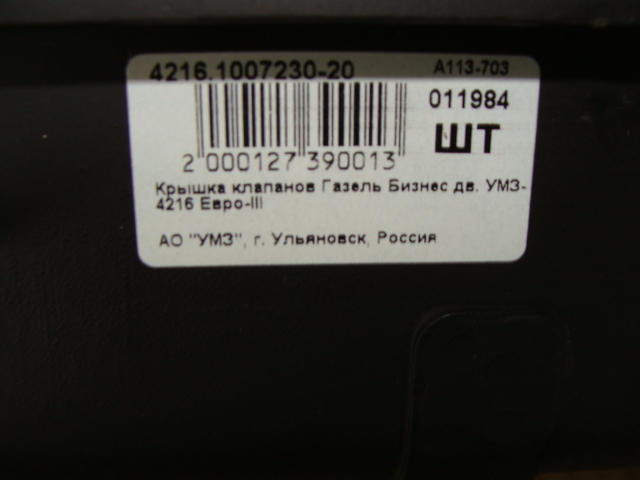 4216.1007230-20 А113-703
011984
ШТ
2 000127 390013
Крышка клапанов Газель Бизнес дв. УМЗ-
4216 Евро-III
АО "УМЗ", г. Ульяновск, Россия